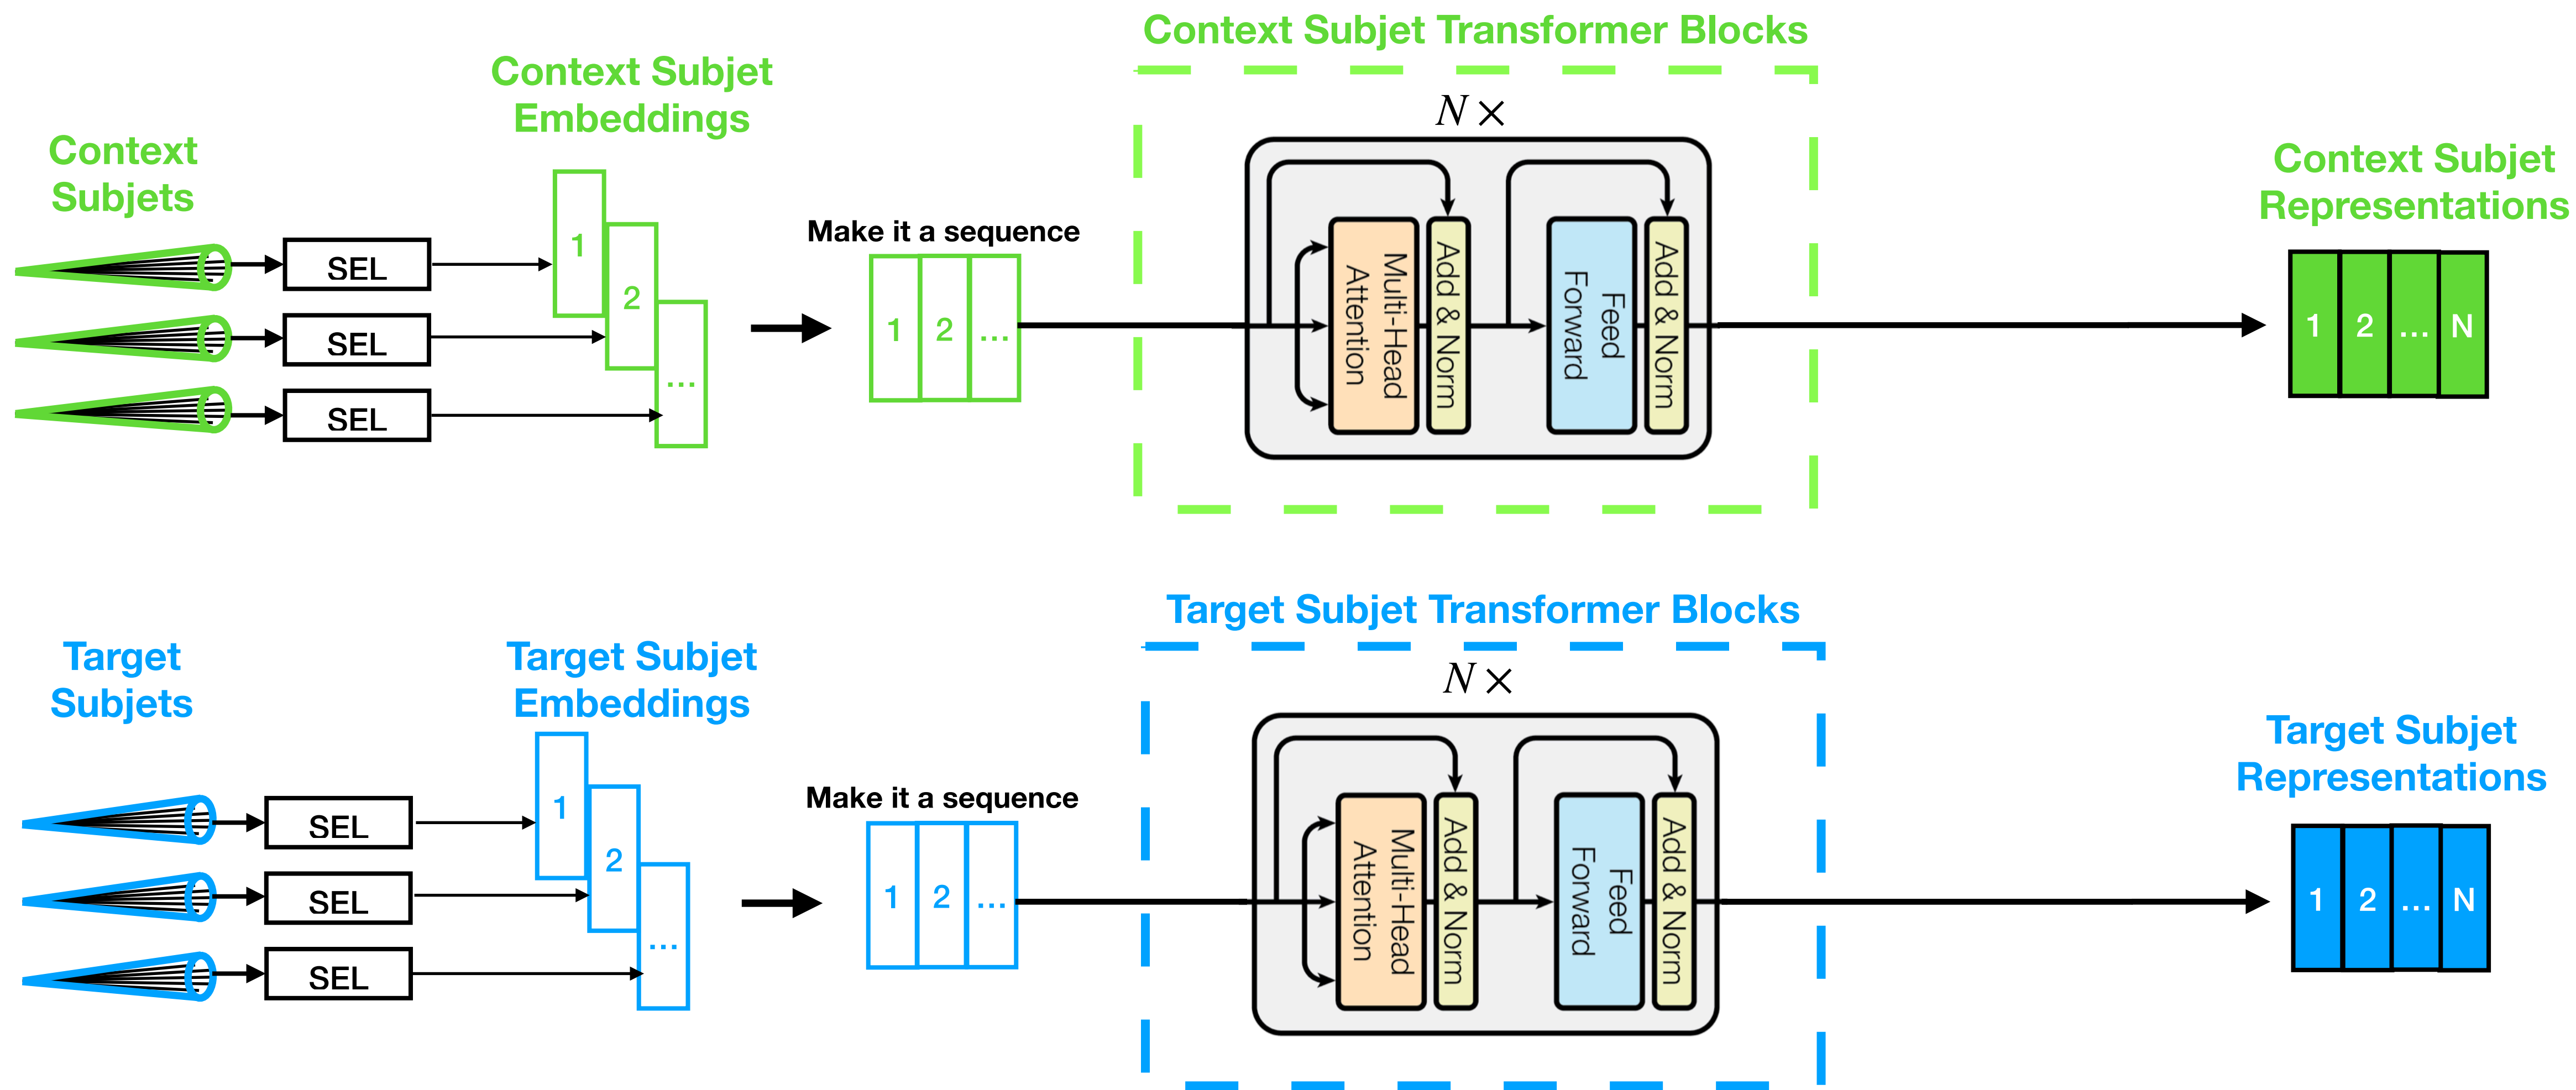 Context Subjet Transformer Blocks
Context Subjet
Embeddings
Context
Subjets
N ×
Context Subjet
Representations
SEL
SEL
SEL
1
2
...
Make it a sequence
1 2 ...
Multi-Head
Attention
Add & Norm
Feed
Forward
Add & Norm
1 2 ... N
Target Subjet Transformer Blocks
Target
Subjets
Target Subjet
Embeddings
N ×
Target Subjet
Representations
SEL
SEL
SEL
1
2
...
Make it a sequence
1 2 ...
Multi-Head
Attention
Add & Norm
Feed
Forward
Add & Norm
1 2 ... N